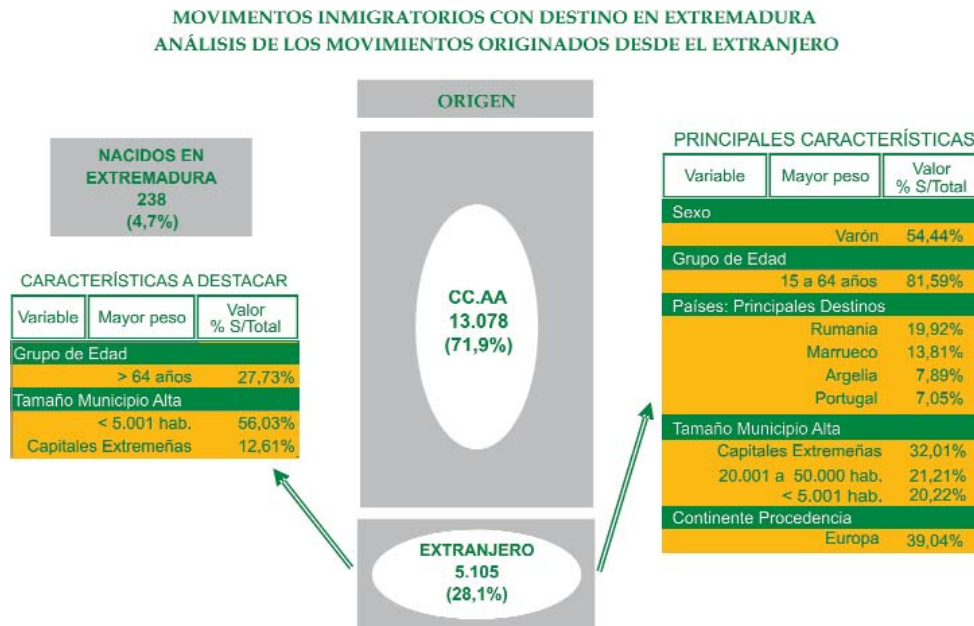 MOVIMENTOS INMIGRATORIOS CON DESTINO EN EXTREMADURA
ANÁLISIS DE LOS MOVIMIENTOS ORIGINADOS DESDE EL EXTRANJERO
ORIGEN
NACIDOS EN
EXTREMADURA
238
(4,7%)
CARACTERÍSTICAS A DESTACAR
Variable Mayor peso Valor % S/Total
Grupo de Edad
> 64 años 27,73%
Tamaño Municipio Alta
< 5.001 hab. 56,03%
Capitales Extremeñas 12,61%
CC.AA
13.078
(71,9%)
EXTRANJERO
5.105
(28,1%)
PRINCIPALES CARACTERÍSTICAS
Variable Mayor peso Valor % S/Total
Sexo
Varón 54,44%
Grupo de Edad
15 a 64 años 81,59%
Países: Principales Destinos
Rumania 19,92%
Marrueco 13,81%
Argelia 7,89%
Portugal 7,05%
Tamaño Municipio Alta
Capitales Extremeñas 32,01%
20.001 a 50.000 hab. 21,21%
< 5.001 hab. 20,22%
Continente Procedencia
Europa 39,04%